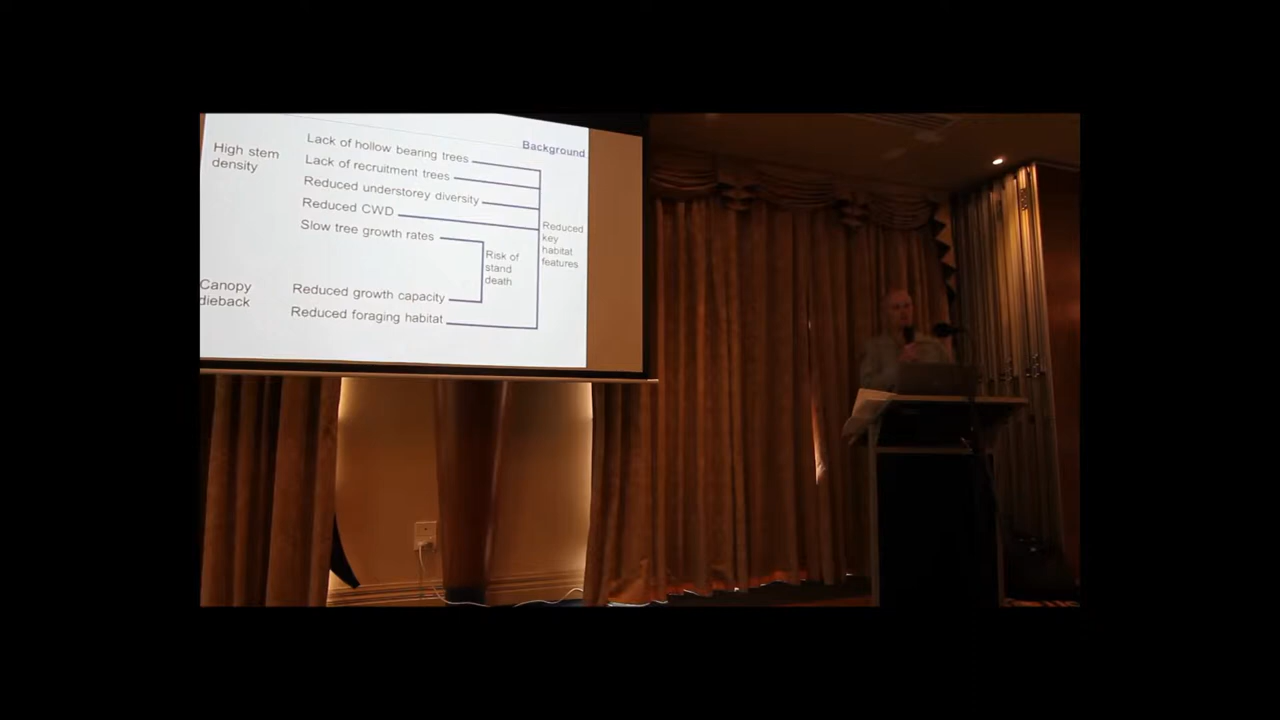 Background
High stem
density
Lack of hollow bearing trees
Lack of recruitment trees
Reduced understorey diversity
Reduced CWD
Slow tree growth rates
Reduced
key
habitat
features
Risk of
stand
death
Canopy
dieback
Reduced growth capacity
Reduced foraging habitat